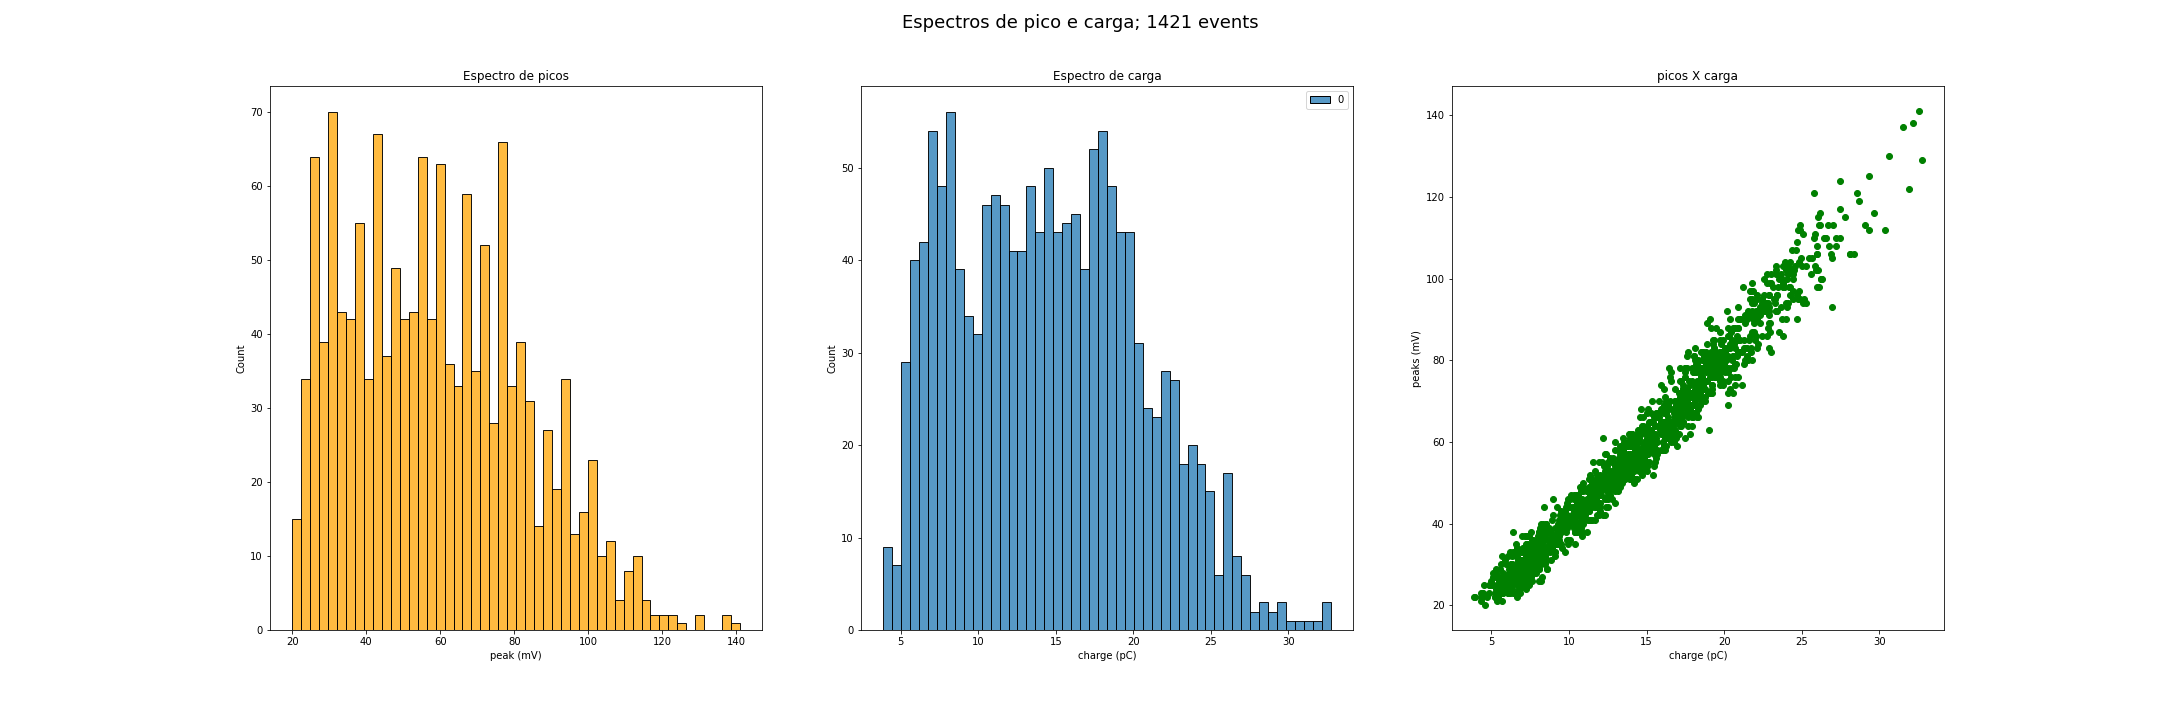 Espectros de pico e carga; 1421 events
Espectro de picos
70
60
50
40
30
20
10
0
Count
20 40 60 80 100 120 140
peak (mV)
Espectro de carga
0
50
40
30
20
10
0
Count
5 10 15 20 25 30
charge (pC)
picos X carga
140
120
100
80
60
40
20
peaks (mV)
5 10 15 20 25 30
charge (pC)